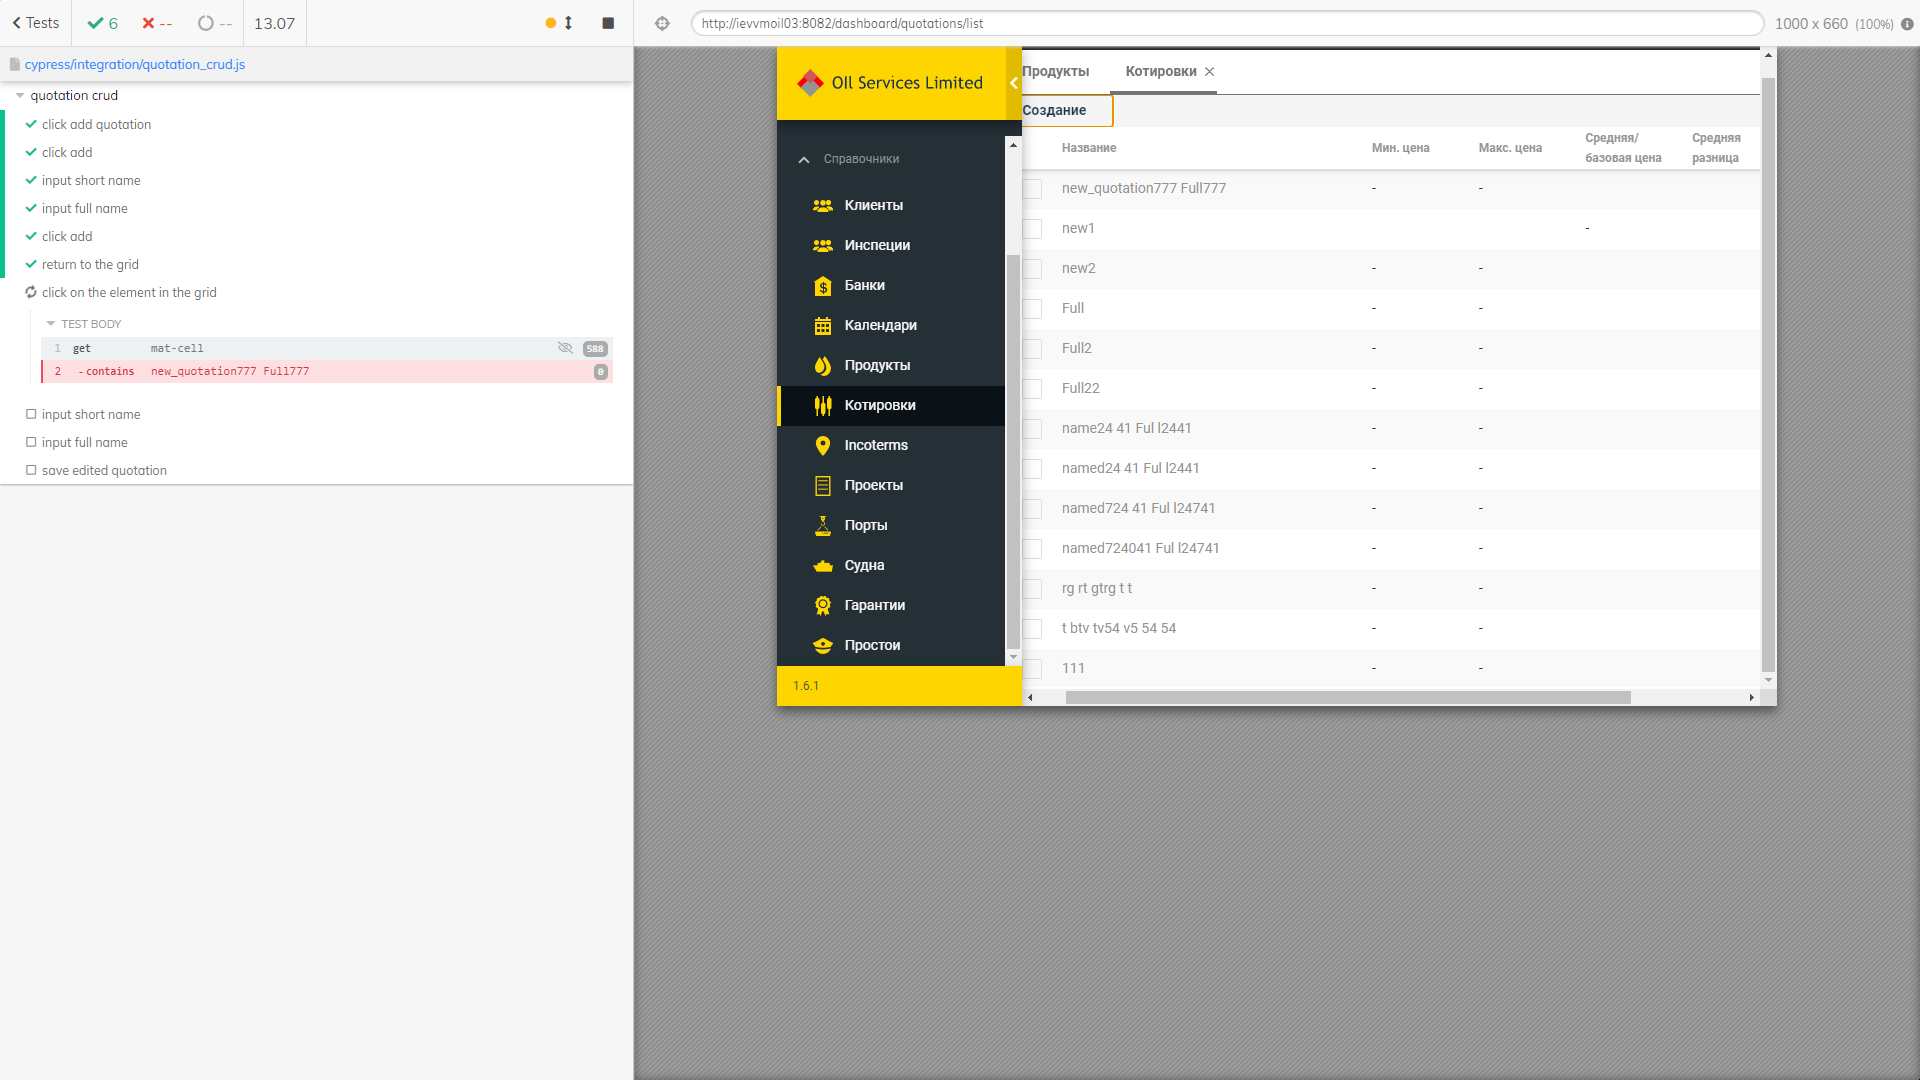 Tests
6
--
--
13.07
http://ievvmoil03:8082/dashboard/quotations/list
1000 x 660 (100%)
cypress/integration/quotation_crud.js
quotation crud
click add quotation
click add
input short name
input full name
click add
return to the grid
click on the element in the grid
TEST BODY
1 get mat-cell 588
2 -contains new_quotation777 Full777 0
input short name
input full name
save edited quotation
OIl Services Limited
Справочники
Клиенты
Инспеции
Банки
Календари
Продукты
Котировки
Incoterms
Проекты
Порты
Судна
Гарантии
Простои
1.6.1
Продукты
Котировки
Создание
Название
Мин. цена
Макс. цена
Средняя/
базовая цена
Средняя
разница
new_quotation777 Full777 - -
new1 -
new2 - -
Full - -
Full2 - -
Full22 - -
name24 41 Ful l2441 - -
named24 41 Ful l2441 - -
named724 41 Ful l24741 - -
named724041 Ful l24741 - -
rg rt gtrg t t - -
t btv tv54 v5 54 54 - -
111 - -